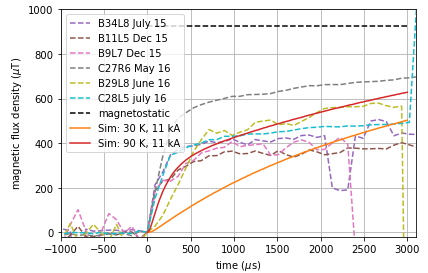 magnetic flux density (μT)
1000
800
600
400
200
0
B34L8 July 15
B11L5 Dec 15
B9L7 Dec 15
C27R6 May 16
B29L8 June 16
C28L5 july 16
magnetostatic
Sim: 30 K, 11 kA
Sim: 90 K, 11 kA
−1000 −500 0 500 1000 1500 2000 2500 3000
time (μs)